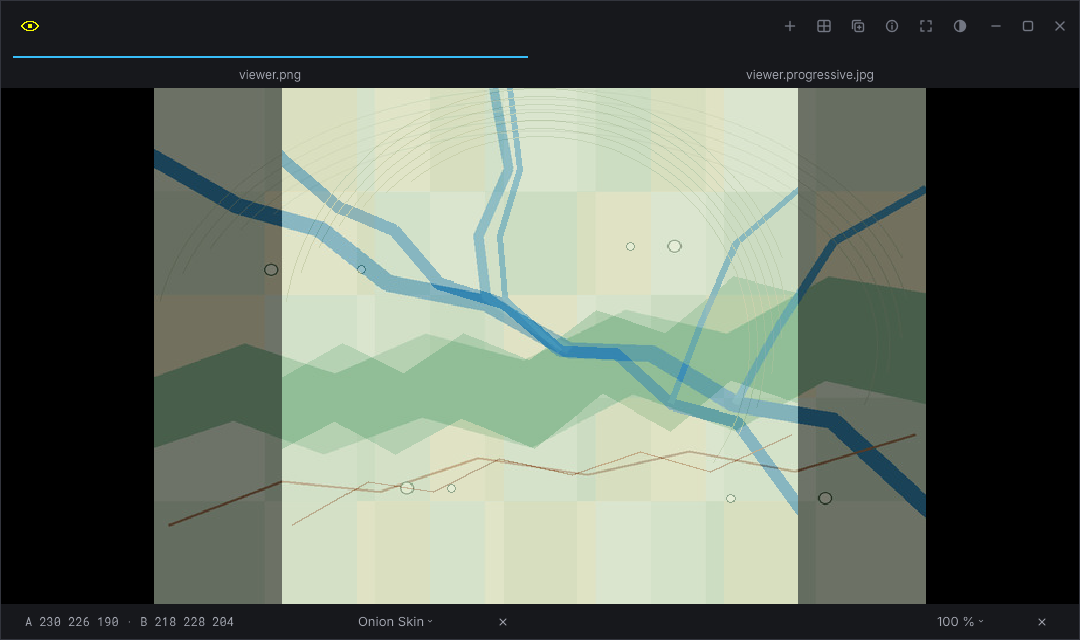 viewer.png
viewer.progressive.jpg
A 230 226 190 · B 218 228 204
Onion Skin
100 %